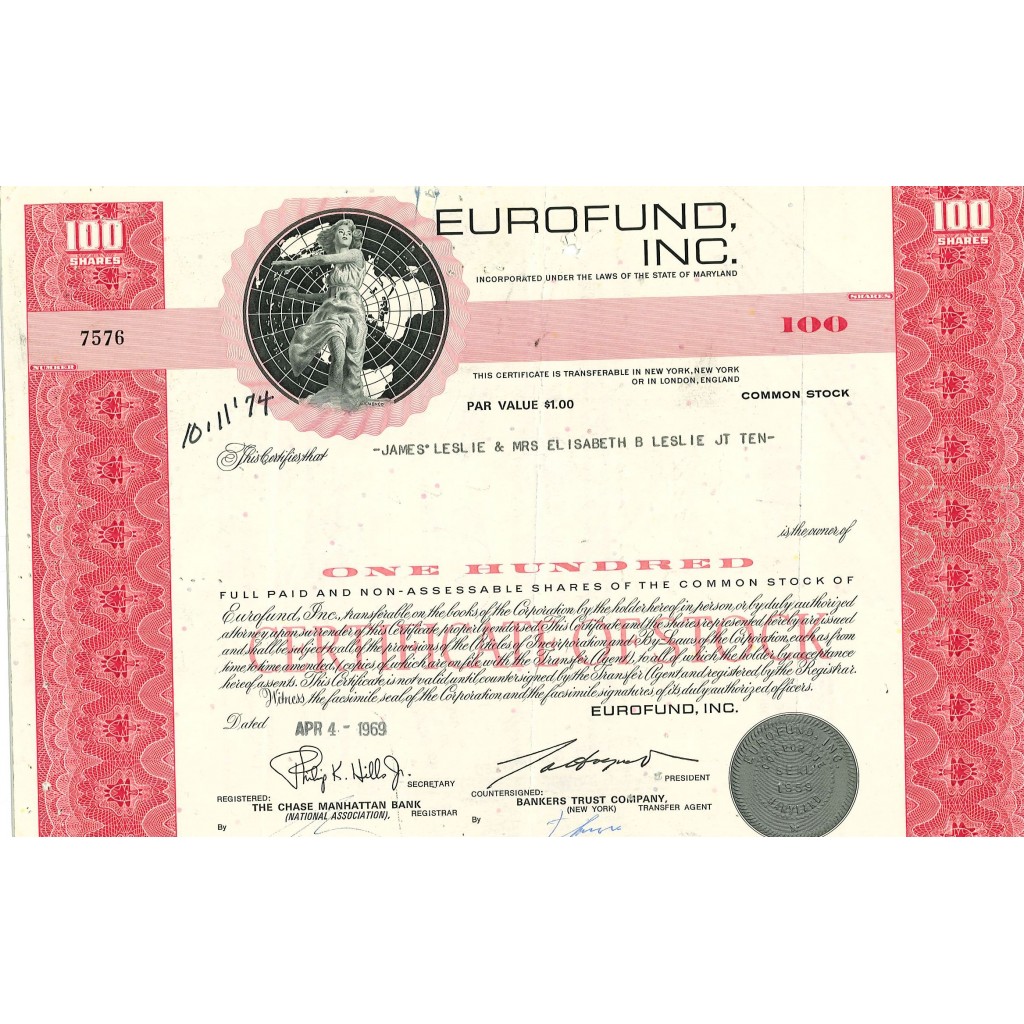 100
SHARES
EUROFUND,
INC.
100
SHARES
INCORPORATED UNDER THE LAWS OF THE STATE OF MARYLAND
SHARES
7576
100
NUMBER
THIS CERTIFICATE IS TRANSFERABLE IN NEW YORK, NEW YORK
OR IN LONDON, ENGLAND
COMMON STOCK
PAR VALUE $1.00
10·11'74
This Certifies that
-JAMES LESLIE & MRS ELISABETH B LESLIE JT TEN-
is the owner of
ONE HUNDRED
FULL PAID AND NON-ASSESSABLE SHARES OF THE COMMON STOCK OF
Eurofund, Inc., transferable on the books of the Corporation by the holder hereof in person, or by duly authorized
attorney upon surrender of this Certificate properly endorsed. This Certificate and the shares represented hereby are issued
and shall be subject to all of the provisions of the Articles of Incorporation and By-Laws of the Corporation, each as from
time to time amended, (copies of which are on file with the Transfer Agent), to all of which the holder by acceptance
hereof assents. This Certificate is not valid until countersigned by the Transfer Agent and registered by the Registrar.
Witness, the facsimile seal of the Corporation and the facsimile signatures of its duly authorized officers.
CERTIFICATE OF STOCK
EUROFUND, INC.
Dated APR 4 - 1969
Philip K. Hills Jr.
SECRETARY
PRESIDENT
REGISTERED:
THE CHASE MANHATTAN BANK
(NATIONAL ASSOCIATION),
REGISTRAR
By
COUNTERSIGNED:
BANKERS TRUST COMPANY,
(NEW YORK)
TRANSFER AGENT
By
EUROFUND, INC.
SEAL
1959
MARYLAND